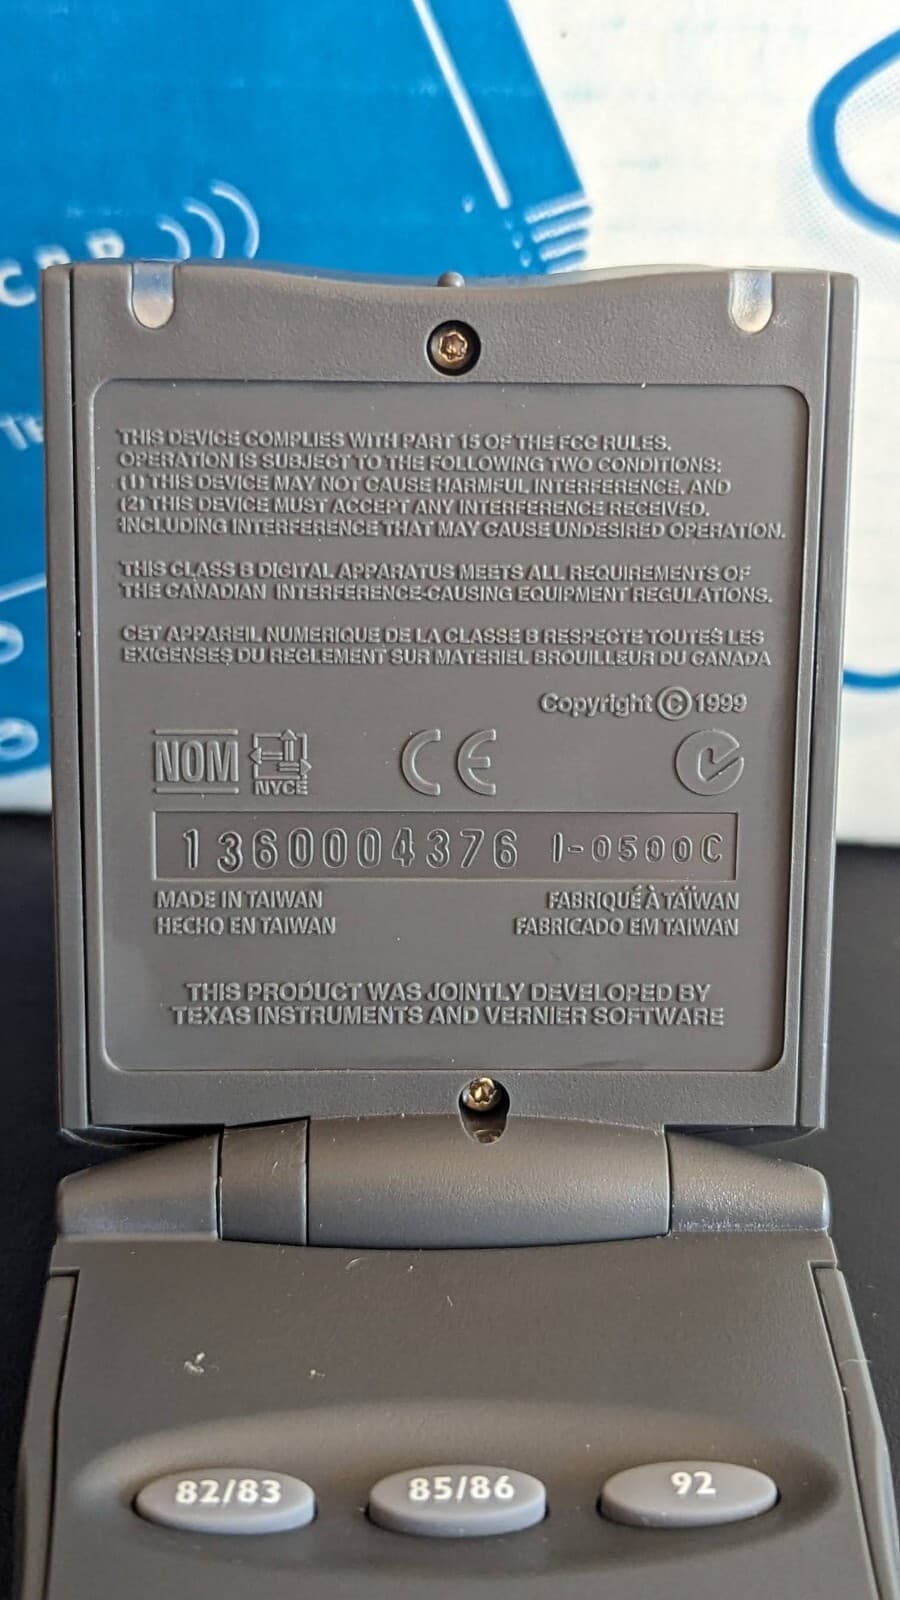 THIS DEVICE COMPLIES WITH PART 15 OF THE FCC RULES.
OPERATION IS SUBJECT TO THE FOLLOWING TWO CONDITIONS:
(1) THIS DEVICE MAY NOT CAUSE HARMFUL INTERFERENCE, AND
(2) THIS DEVICE MUST ACCEPT ANY INTERFERENCE RECEIVED,
INCLUDING INTERFERENCE THAT MAY CAUSE UNDESIRED OPERATION.
THIS CLASS B DIGITAL APPARATUS MEETS ALL REQUIREMENTS OF
THE CANADIAN INTERFERENCE-CAUSING EQUIPMENT REGULATIONS.
CET APPAREIL NUMERIQUE DE LA CLASSE B RESPECTE TOUTES LES
EXIGENSES DU REGLEMENT SUR MATERIEL BROUILLEUR DU CANADA
Copyright © 1999
NOM NYCE CE
1360004376 I-0500C
MADE IN TAIWAN FABRIQUÉ À TAÏWAN
HECHO EN TAIWAN FABRICADO EM TAIWAN
THIS PRODUCT WAS JOINTLY DEVELOPED BY
TEXAS INSTRUMENTS AND VERNIER SOFTWARE
82/83 85/86 92